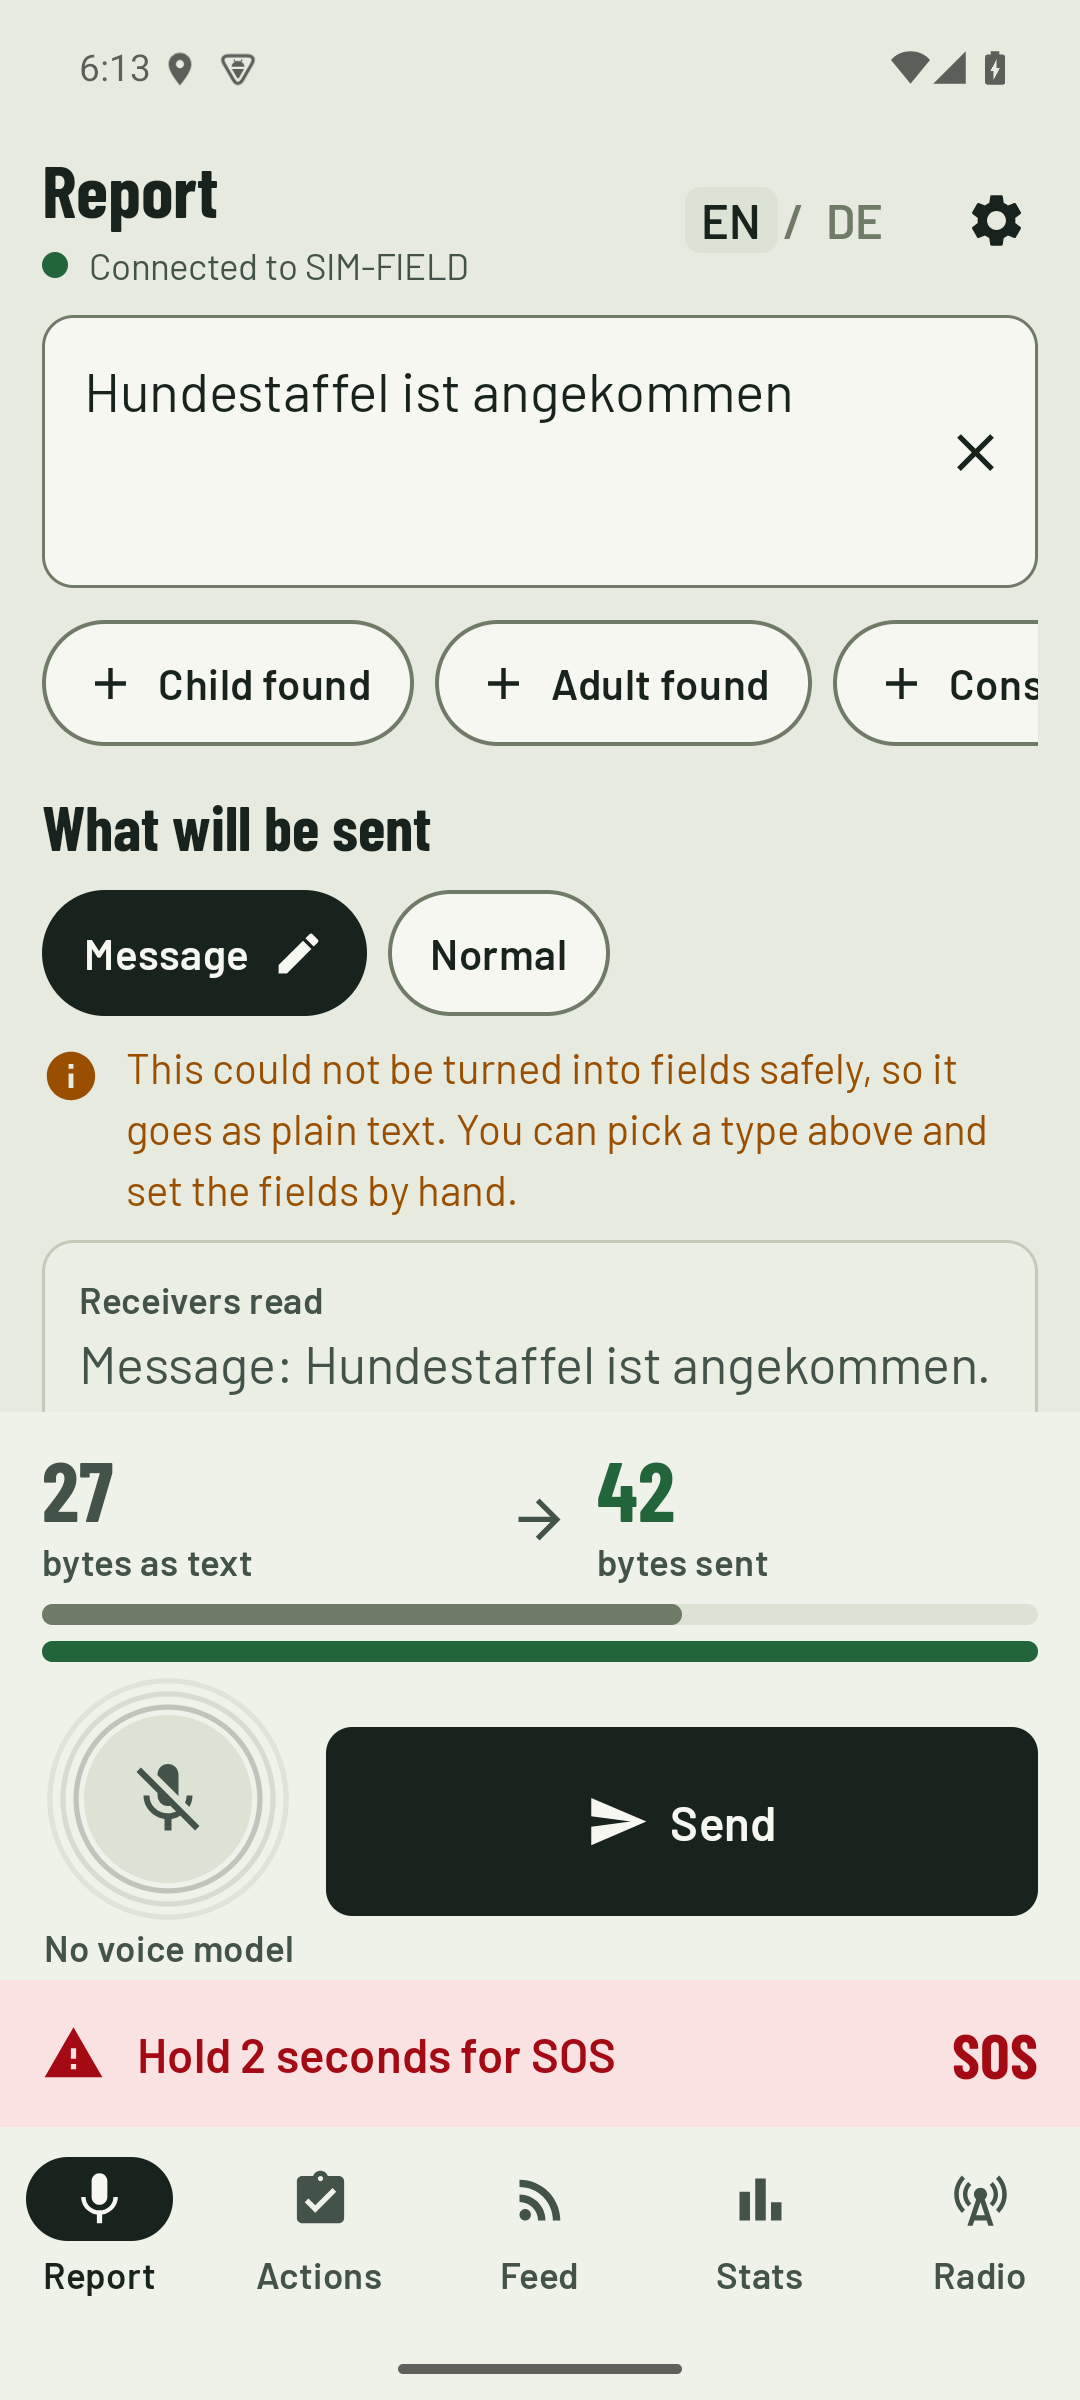 6:13
Report
EN / DE
Connected to SIM-FIELD
Hundestaffel ist angekommen
+ Child found
+ Adult found
+ Cons
What will be sent
Message
Normal
This could not be turned into fields safely, so it
goes as plain text. You can pick a type above and
set the fields by hand.
Receivers read
Message: Hundestaffel ist angekommen.
27
bytes as text
42
bytes sent
Send
No voice model
Hold 2 seconds for SOS
SOS
Report
Actions
Feed
Stats
Radio